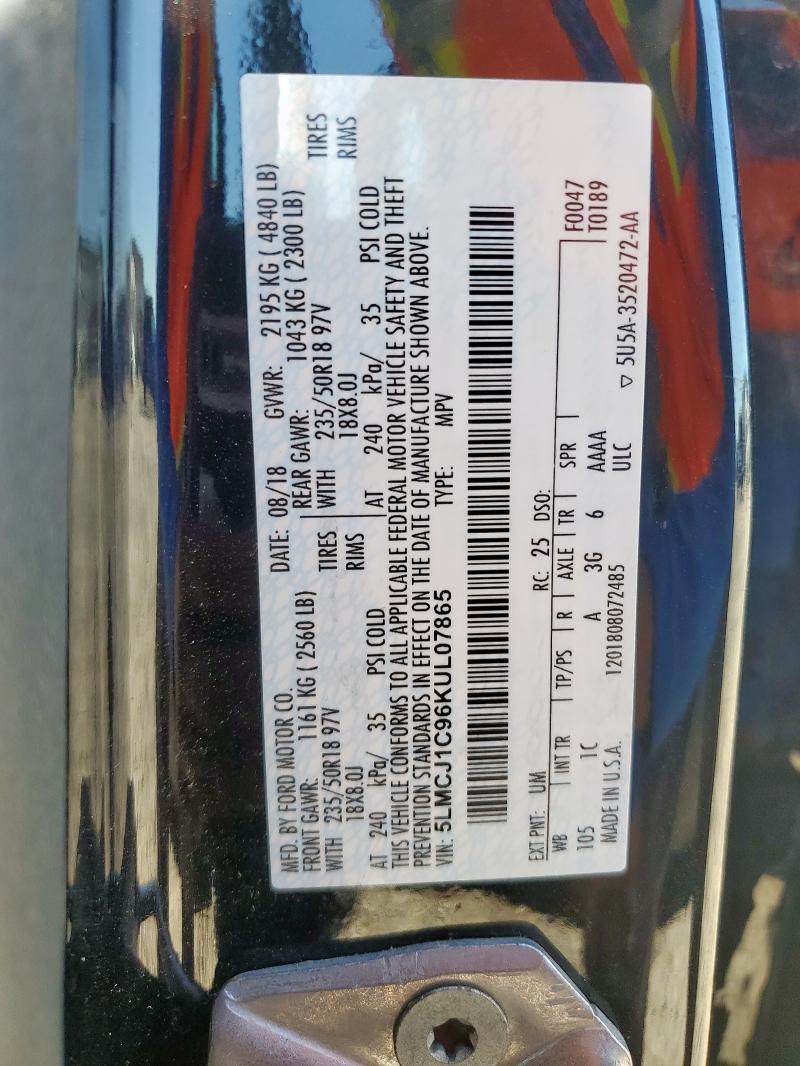 MFD. BY FORD MOTOR CO.
DATE: 08/18 GVWR: 2195 KG ( 4840 LB)
FRONT GAWR: 1161 KG ( 2560 LB) REAR GAWR: 1043 KG ( 2300 LB)
WITH 235/50R18 97V TIRES WITH 235/50R18 97V TIRES
18X8.0J RIMS 18X8.0J RIMS
AT 240 kPa/ 35 PSI COLD AT 240 kPa/ 35 PSI COLD
THIS VEHICLE CONFORMS TO ALL APPLICABLE FEDERAL MOTOR VEHICLE SAFETY AND THEFT
PREVENTION STANDARDS IN EFFECT ON THE DATE OF MANUFACTURE SHOWN ABOVE.
VIN: 5LMCJ1C96KUL07865 TYPE: MPV
EXT PNT: UM RC: 25 DSO:
WB INT TR TP/PS R AXLE TR SPR F0047
105 1C A 3G 6 AAAA T0189
MADE IN U.S.A. 1201808072485 ULC ▽ 5U5A-3520472-AA